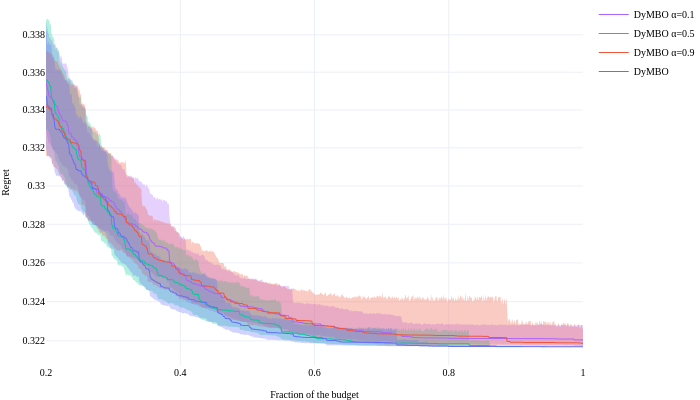 0.338
0.336
0.334
0.332
0.33
0.328
0.326
0.324
0.322
Regret
0.2 0.4 0.6 0.8 1
Fraction of the budget
DyMBO α=0.1
DyMBO α=0.5
DyMBO α=0.9
DyMBO